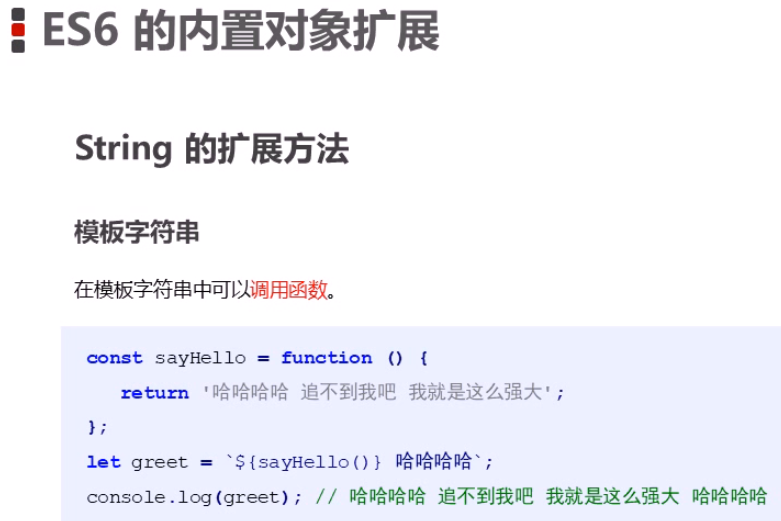 ES6 的内置对象扩展
String 的扩展方法
模板字符串
在模板字符串中可以调用函数。
const sayHello = function () {
return '哈哈哈哈 追不到我吧 我就是这么强大';
};
let greet = `${sayHello()} 哈哈哈哈`;
console.log(greet); // 哈哈哈哈 追不到我吧 我就是这么强大 哈哈哈哈